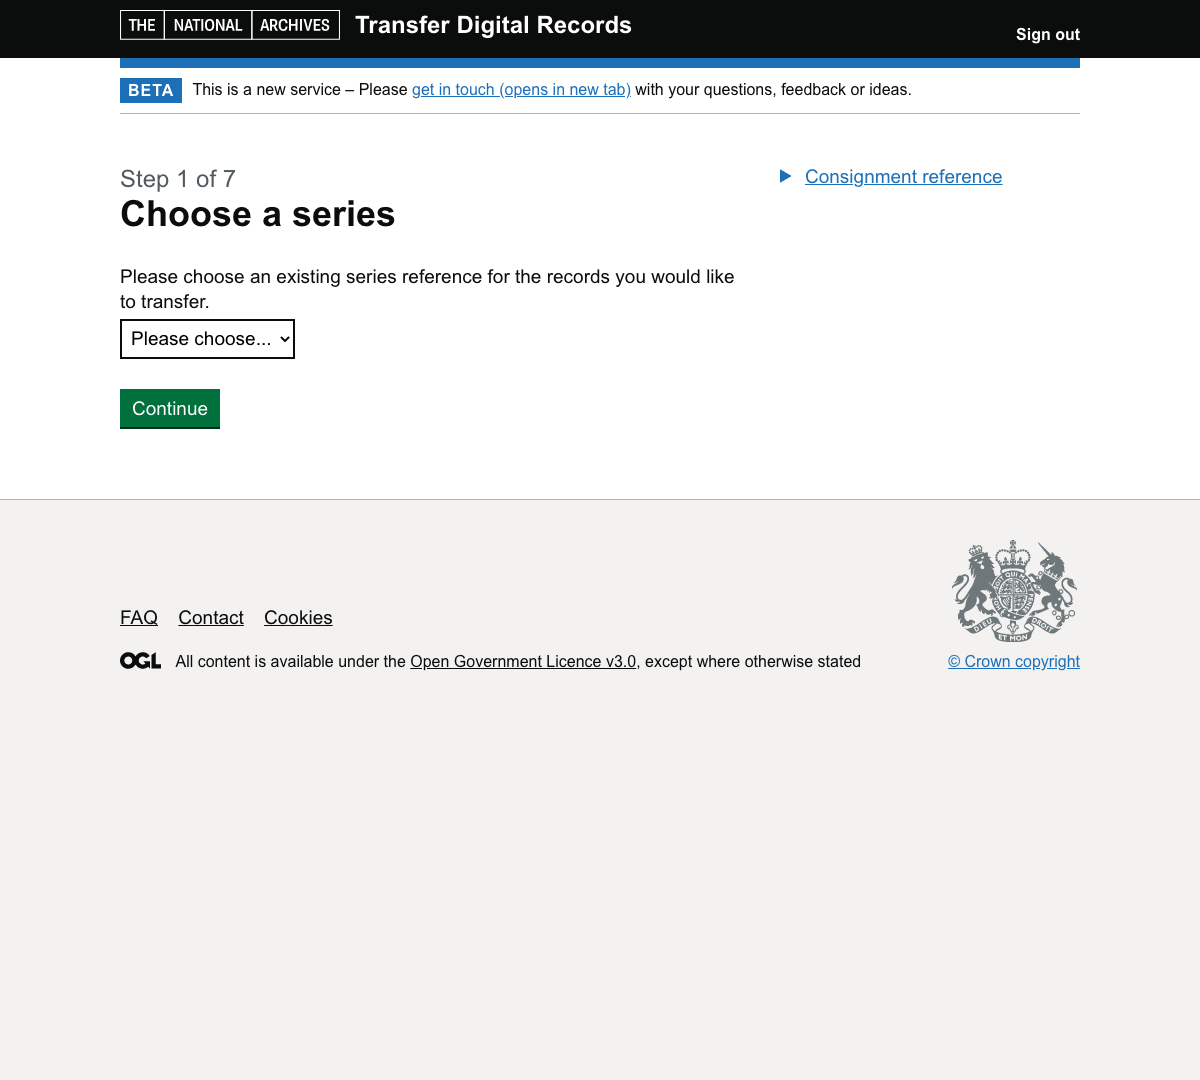 THE NATIONAL ARCHIVES Transfer Digital Records
Sign out
BETA This is a new service – Please get in touch (opens in new tab) with your questions, feedback or ideas.
Step 1 of 7
Choose a series
Consignment reference
Please choose an existing series reference for the records you would like
to transfer.
Please choose...
Continue
FAQ Contact Cookies
DIEU ET MON DROIT
OGL All content is available under the Open Government Licence v3.0, except where otherwise stated
© Crown copyright